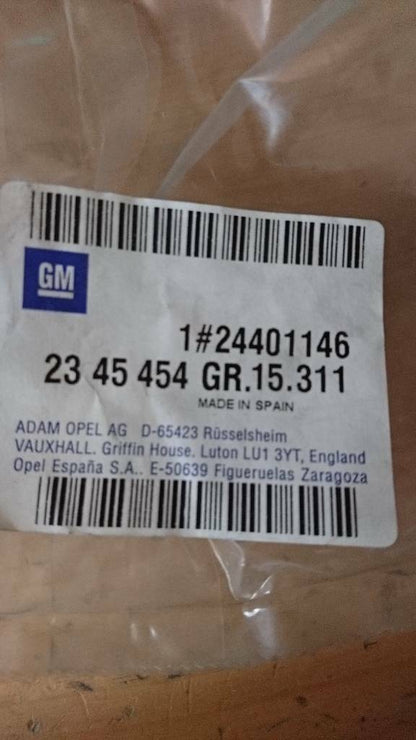 GM
1#24401146
23 45 454 GR.15.311
MADE IN SPAIN
ADAM OPEL AG D-65423 Rüsselsheim
VAUXHALL. Griffin House. Luton LU1 3YT, England
Opel España S.A.. E-50639 Figueruelas Zaragoza